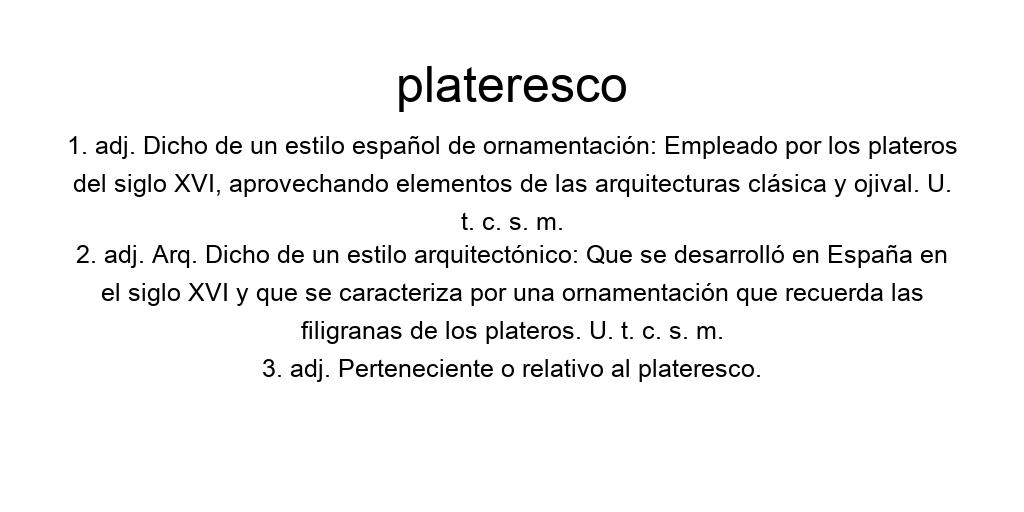 plateresco
1. adj. Dicho de un estilo español de ornamentación: Empleado por los plateros
del siglo XVI, aprovechando elementos de las arquitecturas clásica y ojival. U.
t. c. s. m.
2. adj. Arq. Dicho de un estilo arquitectónico: Que se desarrolló en España en
el siglo XVI y que se caracteriza por una ornamentación que recuerda las
filigranas de los plateros. U. t. c. s. m.
3. adj. Perteneciente o relativo al plateresco.